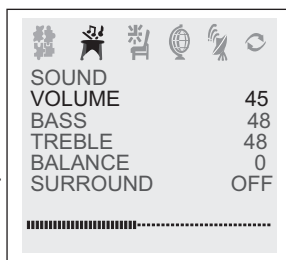 SOUND
VOLUME 45
BASS 48
TREBLE 48
BALANCE 0
SURROUND OFF